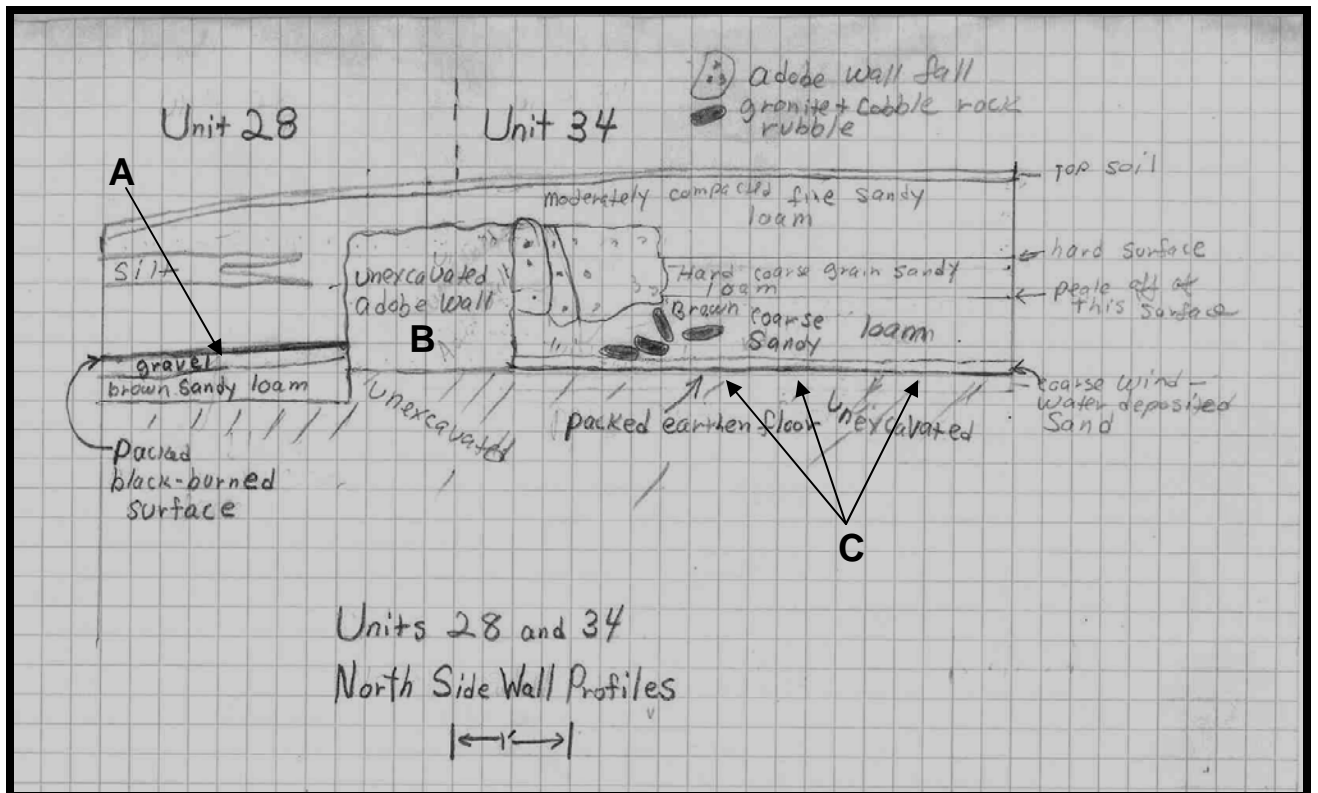 adobe wall fall
granite + cobble rock
rubble
Unit 28
Unit 34
A
Top soil
moderately compacted fine sandy
loam
hard surface
silt
unexcavated
adobe wall
Hard coarse grain sandy
loam
peale off of
this surface
Brown coarse
Sandy
loam
B
gravel
brown sandy loam
coarse wind-
water deposited
Sand
unexcavated
packed earthen floor
unexcavated
Packed
black-burned
surface
C
Units 28 and 34
North Side Wall Profiles
1'